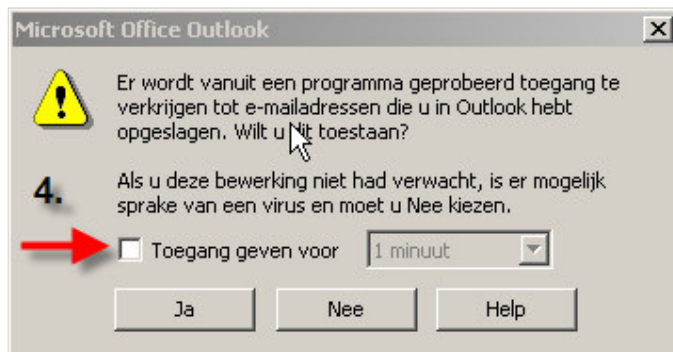 Microsoft Office Outlook
Er wordt vanuit een programma geprobeerd toegang te
verkrijgen tot e-mailadressen die u in Outlook hebt
opgeslagen. Wilt u dit toestaan?
4.
Als u deze bewerking niet had verwacht, is er mogelijk
sprake van een virus en moet u Nee kiezen.
Toegang geven voor 1 minuut
Ja Nee Help